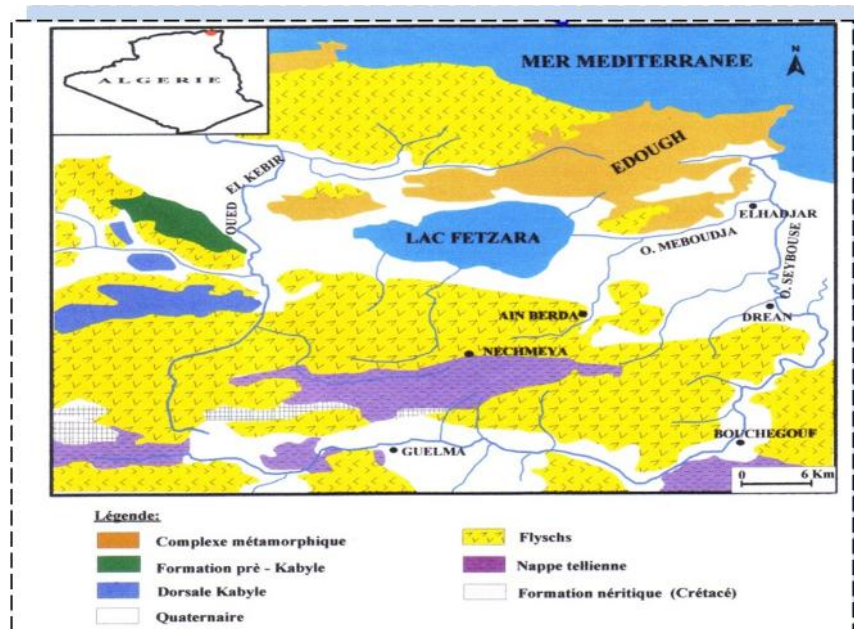 ALGERIE
MER MEDITERRANEE
N
EDOUGH
OUED EL KEBIR
ELHADJAR
LAC FETZARA
O. MEBOUDJA
O. SEYBOUSE
AIN BERDA
DREAN
NECHMEYA
BOUCHEGOUF
GUELMA
0 6 Km
Légende:
Complexe métamorphique
Formation prè - Kabyle
Dorsale Kabyle
Quaternaire
Flyschs
Nappe tellienne
Formation néritique (Crétacé)